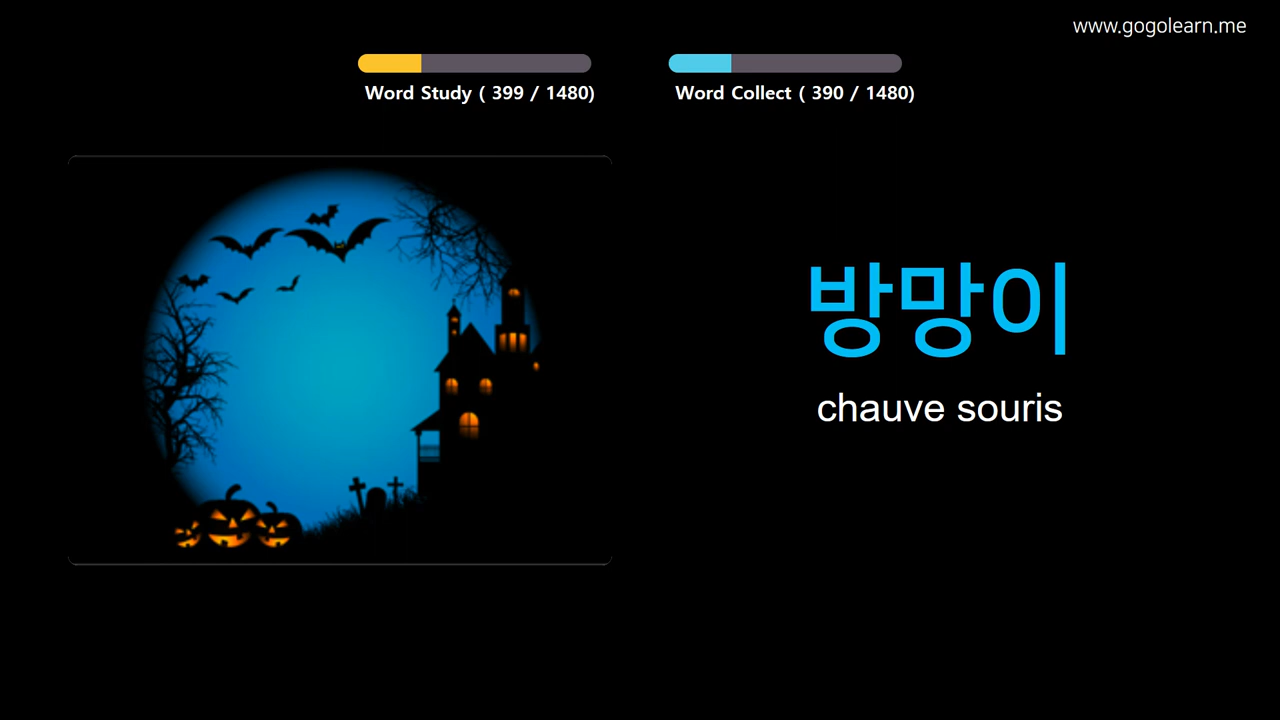 www.gogolearn.me
Word Study ( 399 / 1480)
Word Collect ( 390 / 1480)
방망이
chauve souris